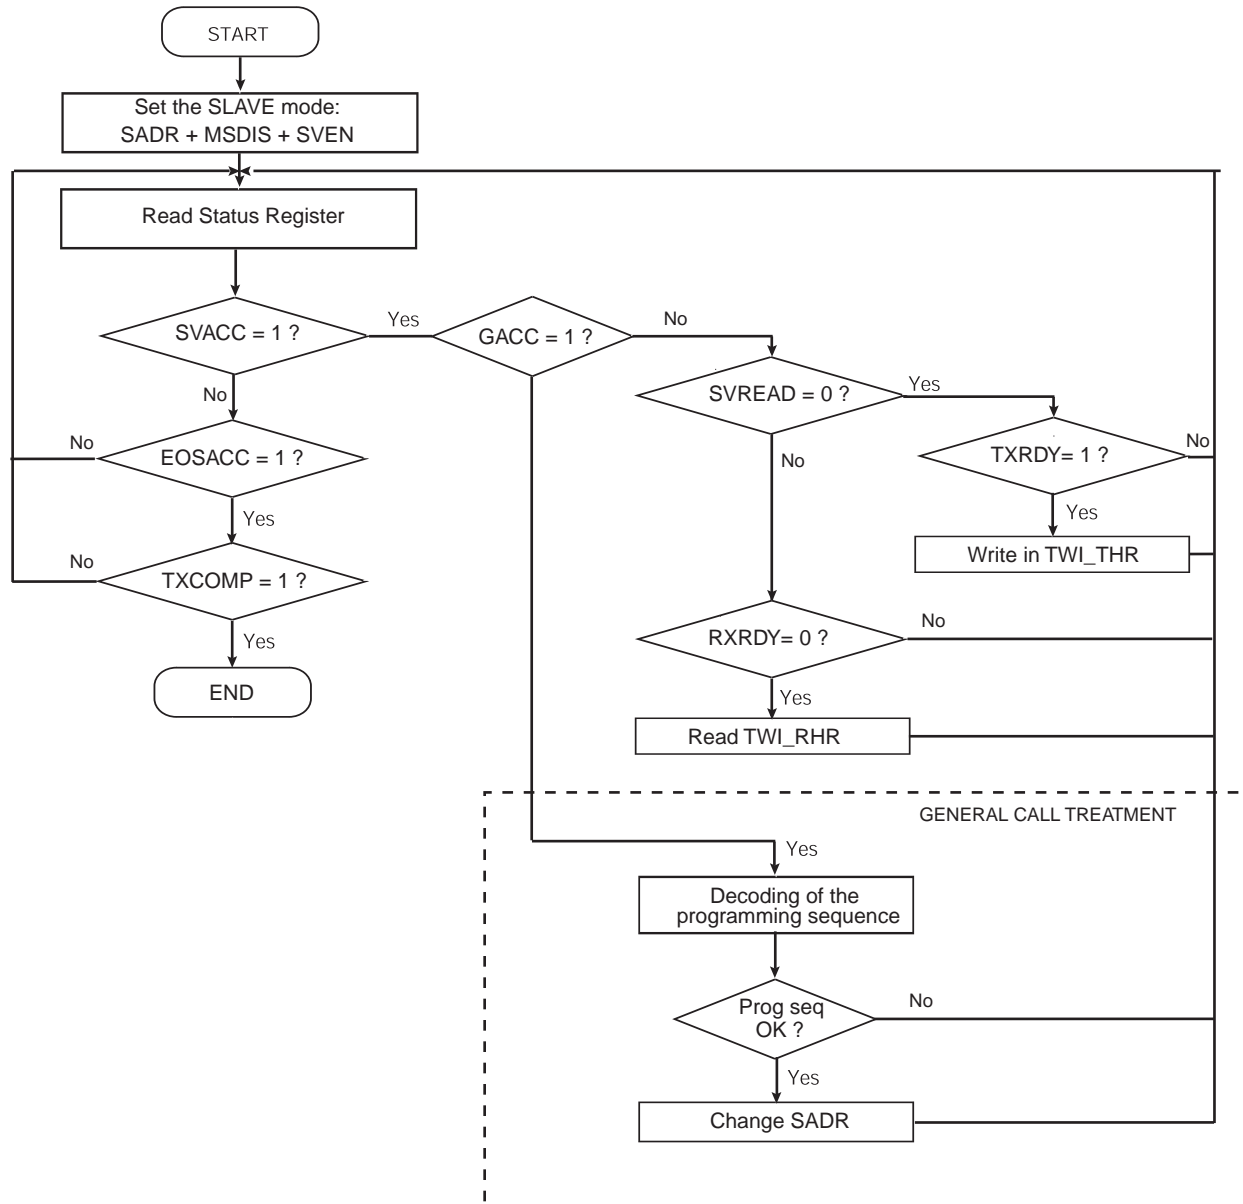 START
Set the SLAVE mode:
SADR + MSDIS + SVEN
Read Status Register
SVACC = 1 ?
Yes
GACC = 1 ?
No
SVREAD = 0 ?
Yes
No
No
EOSACC = 1 ?
No
TXRDY= 1 ?
No
Yes
Yes
Write in TWI_THR
No
TXCOMP = 1 ?
Yes
END
RXRDY= 0 ?
No
Yes
Read TWI_RHR
GENERAL CALL TREATMENT
Yes
Decoding of the
programming sequence
Prog seq
OK ?
No
Yes
Change SADR